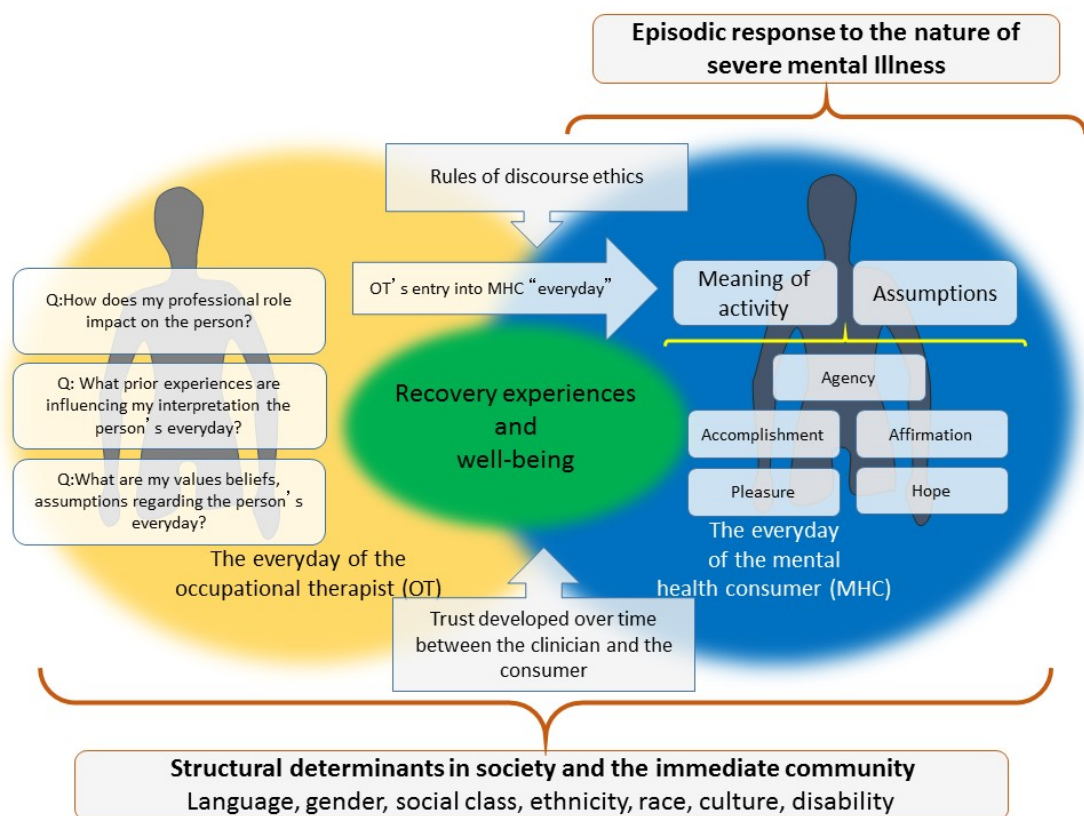 Episodic response to the nature of
severe mental Illness
Rules of discourse ethics
OT's entry into MHC “everyday”
Q:How does my professional role
impact on the person?
Q: What prior experiences are
influencing my interpretation the
person's everyday?
Q:What are my values beliefs,
assumptions regarding the person's
everyday?
The everyday of the
occupational therapist (OT)
Recovery experiences
and
well-being
Meaning of
activity
Assumptions
Agency
Accomplishment
Affirmation
Pleasure
Hope
The everyday
of the mental
health consumer (MHC)
Trust developed over time
between the clinician and the
consumer
Structural determinants in society and the immediate community
Language, gender, social class, ethnicity, race, culture, disability